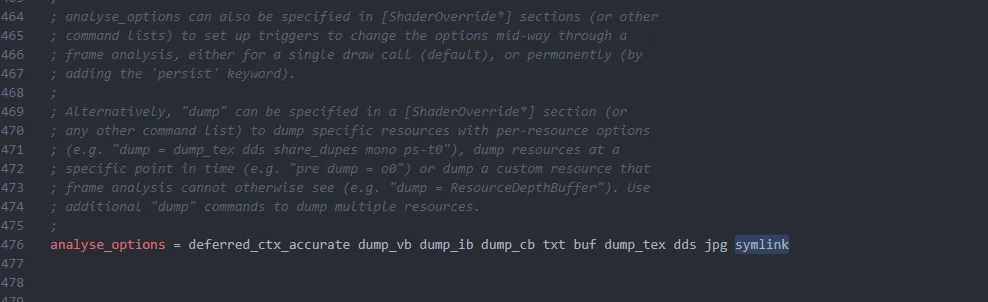 464 ; analyse_options can also be specified in [ShaderOverride*] sections (or other
465 ; command lists) to set up triggers to change the options mid-way through a
466 ; frame analysis, either for a single draw call (default), or permanently (by
467 ; adding the 'persist' keyword).
468 ;
469 ; Alternatively, "dump" can be specified in a [ShaderOverride*] section (or
470 ; any other command list) to dump specific resources with per-resource options
471 ; (e.g. "dump = dump_tex dds share_dupes mono ps-t0"), dump resources at a
472 ; specific point in time (e.g. "pre dump = o0") or dump a custom resource that
473 ; frame analysis cannot otherwise see (e.g. "dump = ResourceDepthBuffer"). Use
474 ; additional "dump" commands to dump multiple resources.
475 ;
476 analyse_options = deferred_ctx_accurate dump_vb dump_ib dump_cb txt buf dump_tex dds jpg symlink
477
478